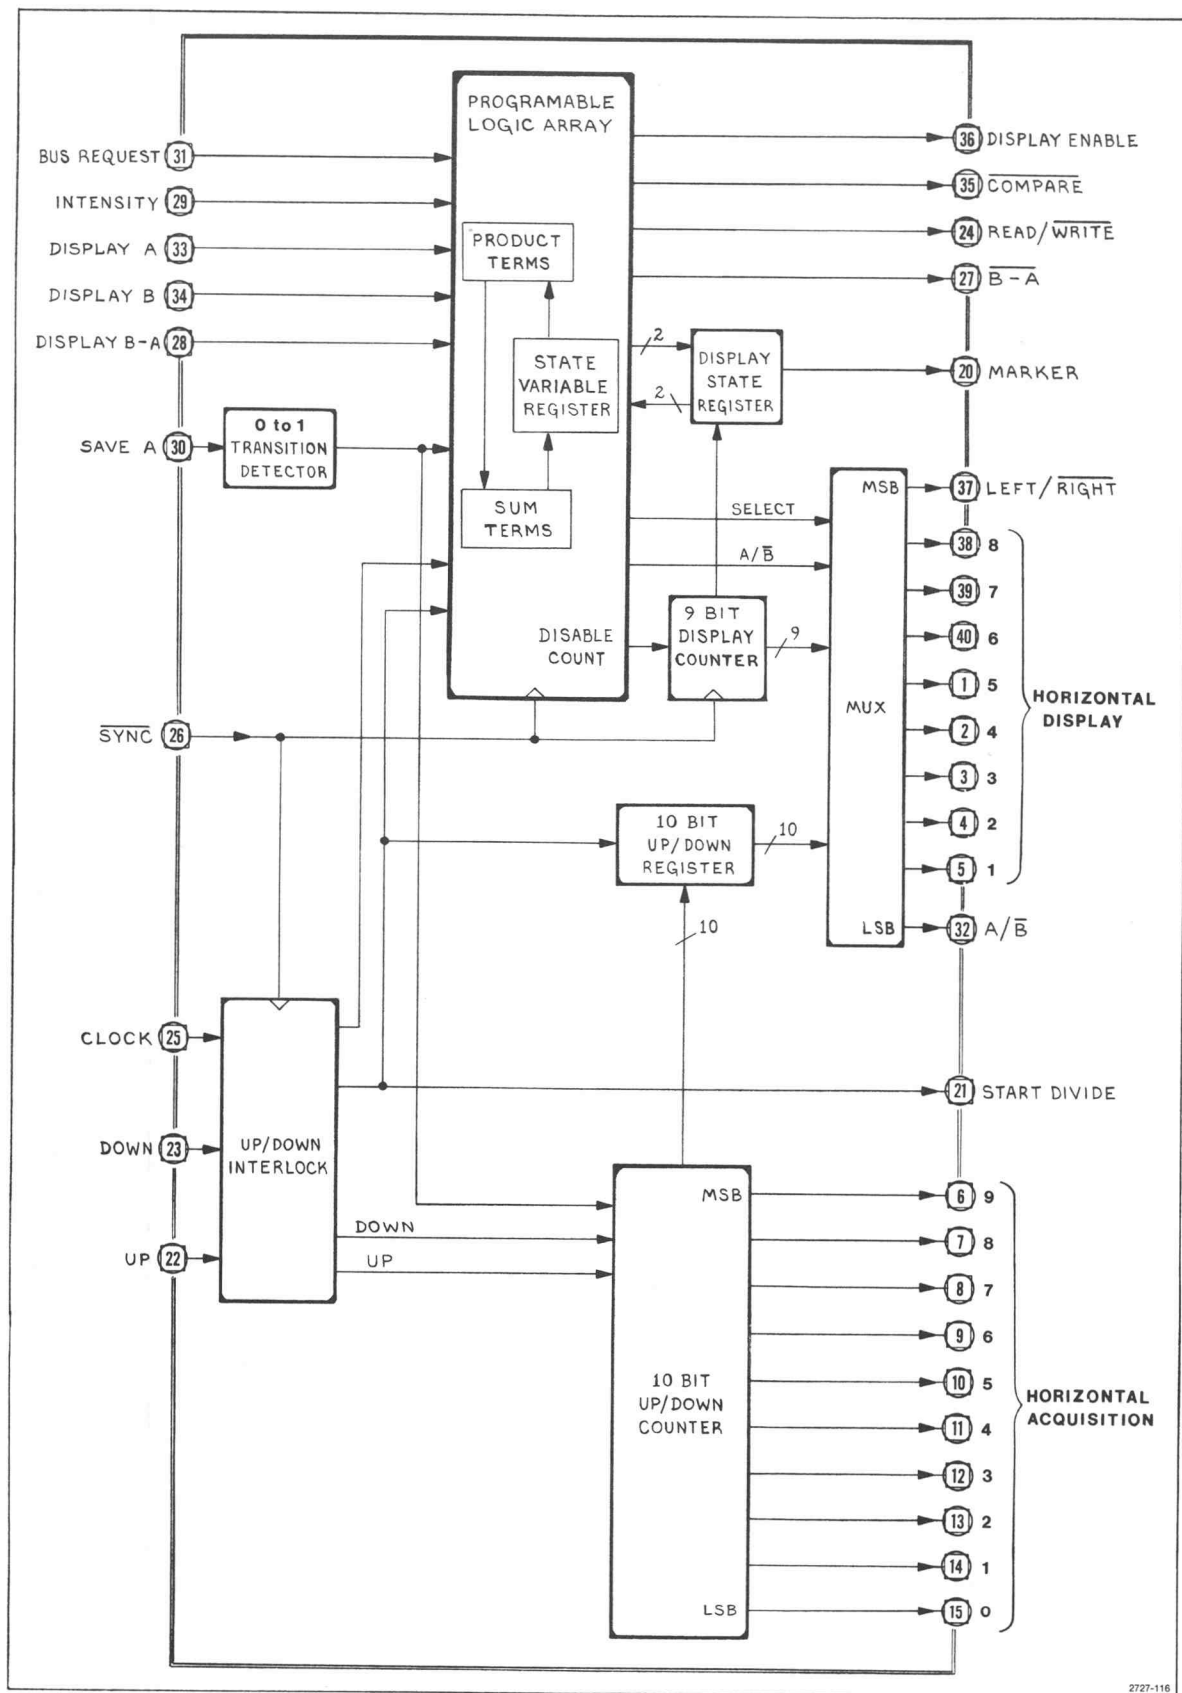 PROGRAMABLE
LOGIC ARRAY
BUS REQUEST 31
INTENSITY 29
DISPLAY A 33
DISPLAY B 34
DISPLAY B-A 28
SAVE A 30
0 to 1
TRANSITION
DETECTOR
PRODUCT
TERMS
STATE
VARIABLE
REGISTER
SUM
TERMS
2
2
DISPLAY
STATE
REGISTER
36 DISPLAY ENABLE
35 COMPARE
24 READ/WRITE
27 B-A
20 MARKER
SELECT
A/B
DISABLE
COUNT
9 BIT
DISPLAY
COUNTER
9
MSB
MUX
LSB
37 LEFT/RIGHT
38 8
39 7
40 6
1 5
2 4
3 3
4 2
5 1
HORIZONTAL
DISPLAY
32 A/B
SYNC 26
10 BIT
UP/DOWN
REGISTER
10
10
CLOCK 25
DOWN 23
UP 22
UP/DOWN
INTERLOCK
DOWN
UP
21 START DIVIDE
MSB
10 BIT
UP/DOWN
COUNTER
LSB
6 9
7 8
8 7
9 6
10 5
11 4
12 3
13 2
14 1
15 0
HORIZONTAL
ACQUISITION
2727-116